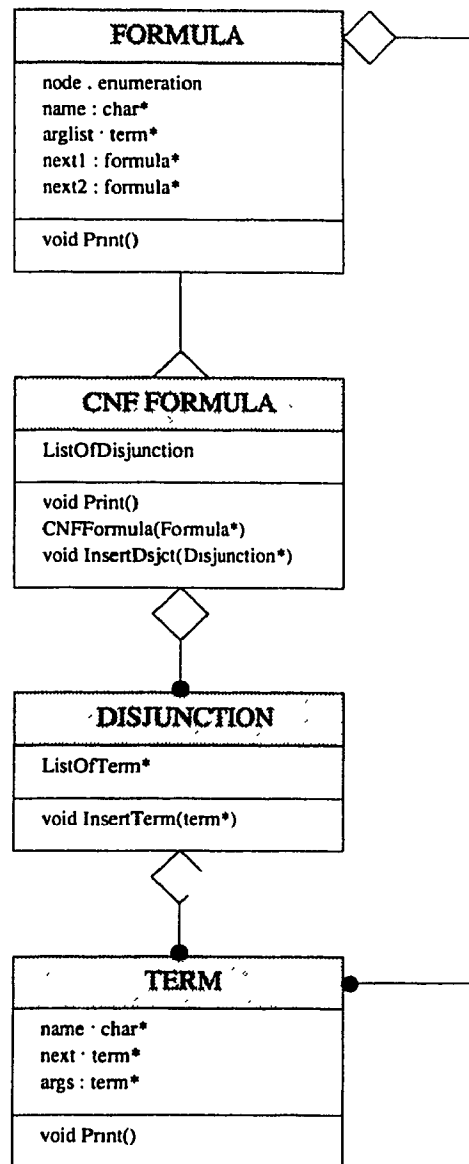 FORMULA
node . enumeration
name : char*
arglist · term*
next1 : formula*
next2 : formula*
void Print()
CNF FORMULA
ListOfDisjunction
void Print()
CNFFormula(Formula*)
void InsertDsjct(Disjunction*)
DISJUNCTION
ListOfTerm*
void InsertTerm(term*)
TERM
name · char*
next · term*
args : term*
void Print()